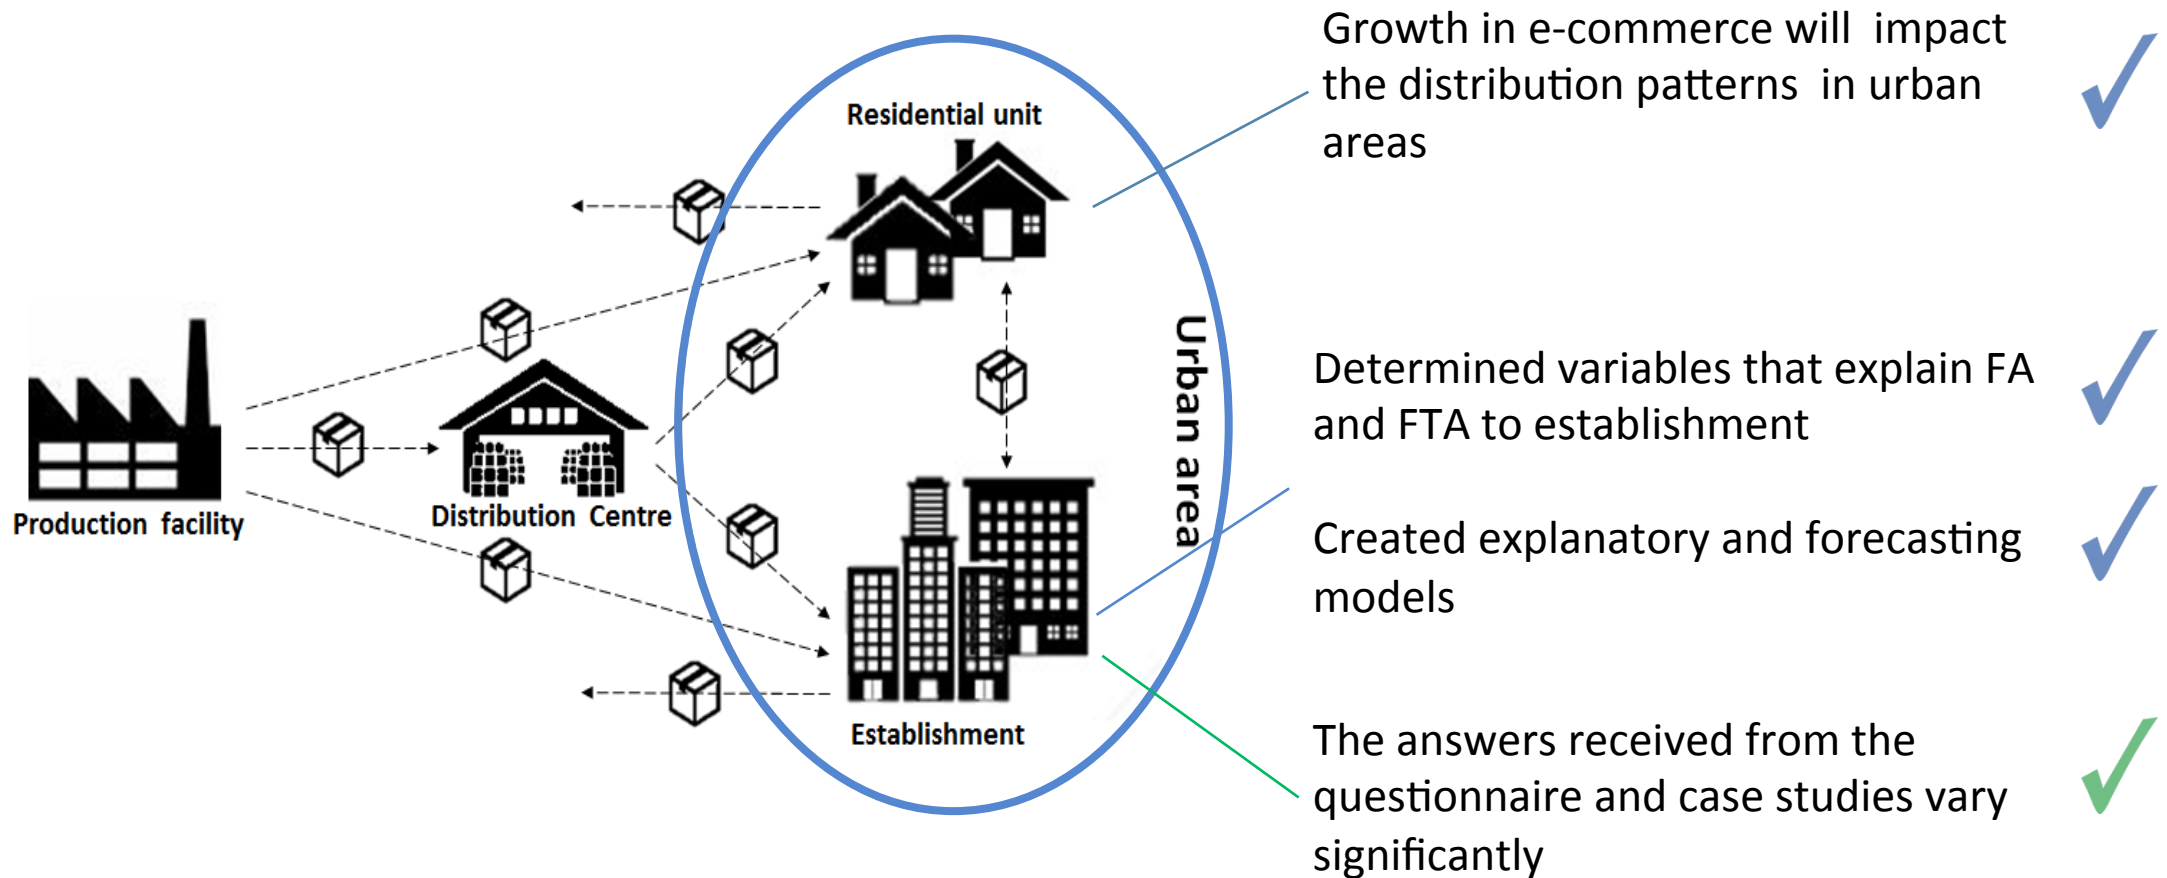 Growth in e-commerce will impact
the distribution patterns in urban
areas
Residential unit
Urban area
Determined variables that explain FA
and FTA to establishment
Production facility
Distribution Centre
Created explanatory and forecasting
models
Establishment
The answers received from the
questionnaire and case studies vary
significantly